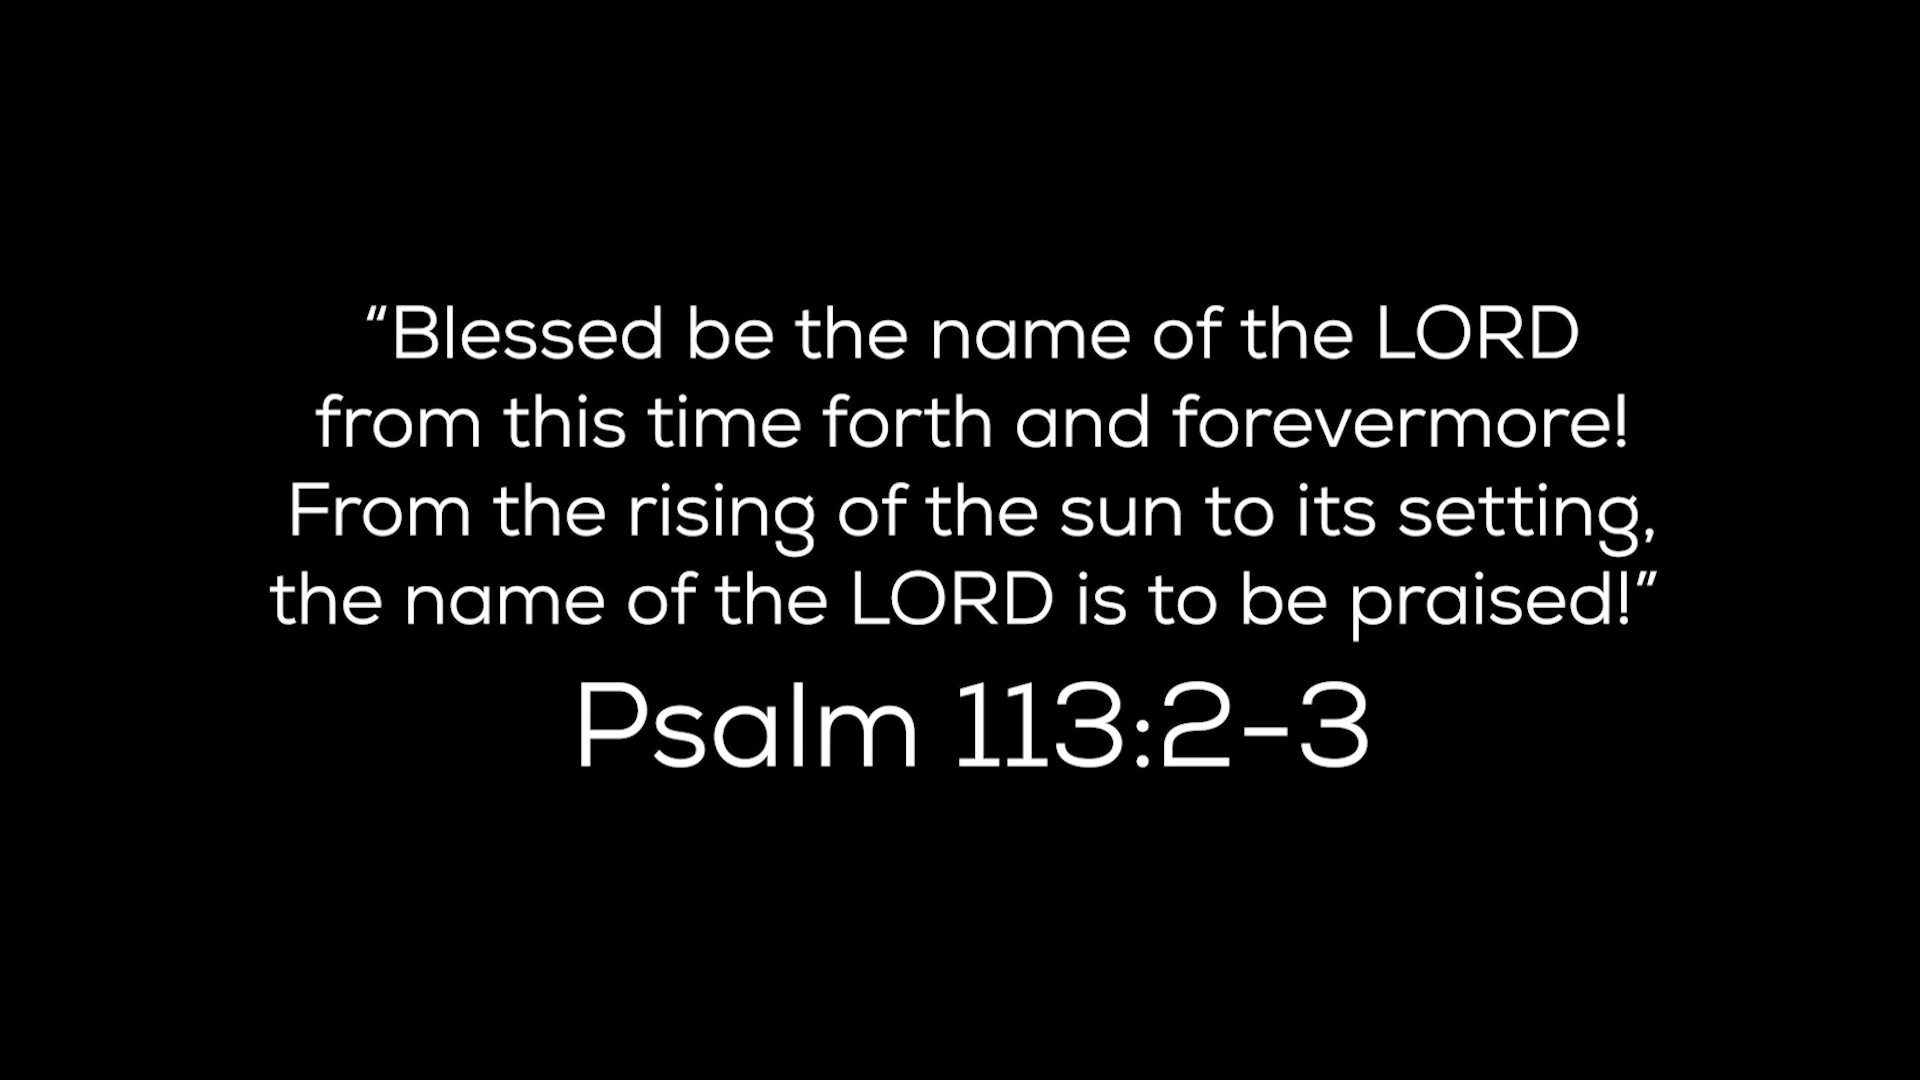 “Blessed be the name of the LORD
from this time forth and forevermore!
From the rising of the sun to its setting,
the name of the LORD is to be praised!”
Psalm 113:2-3